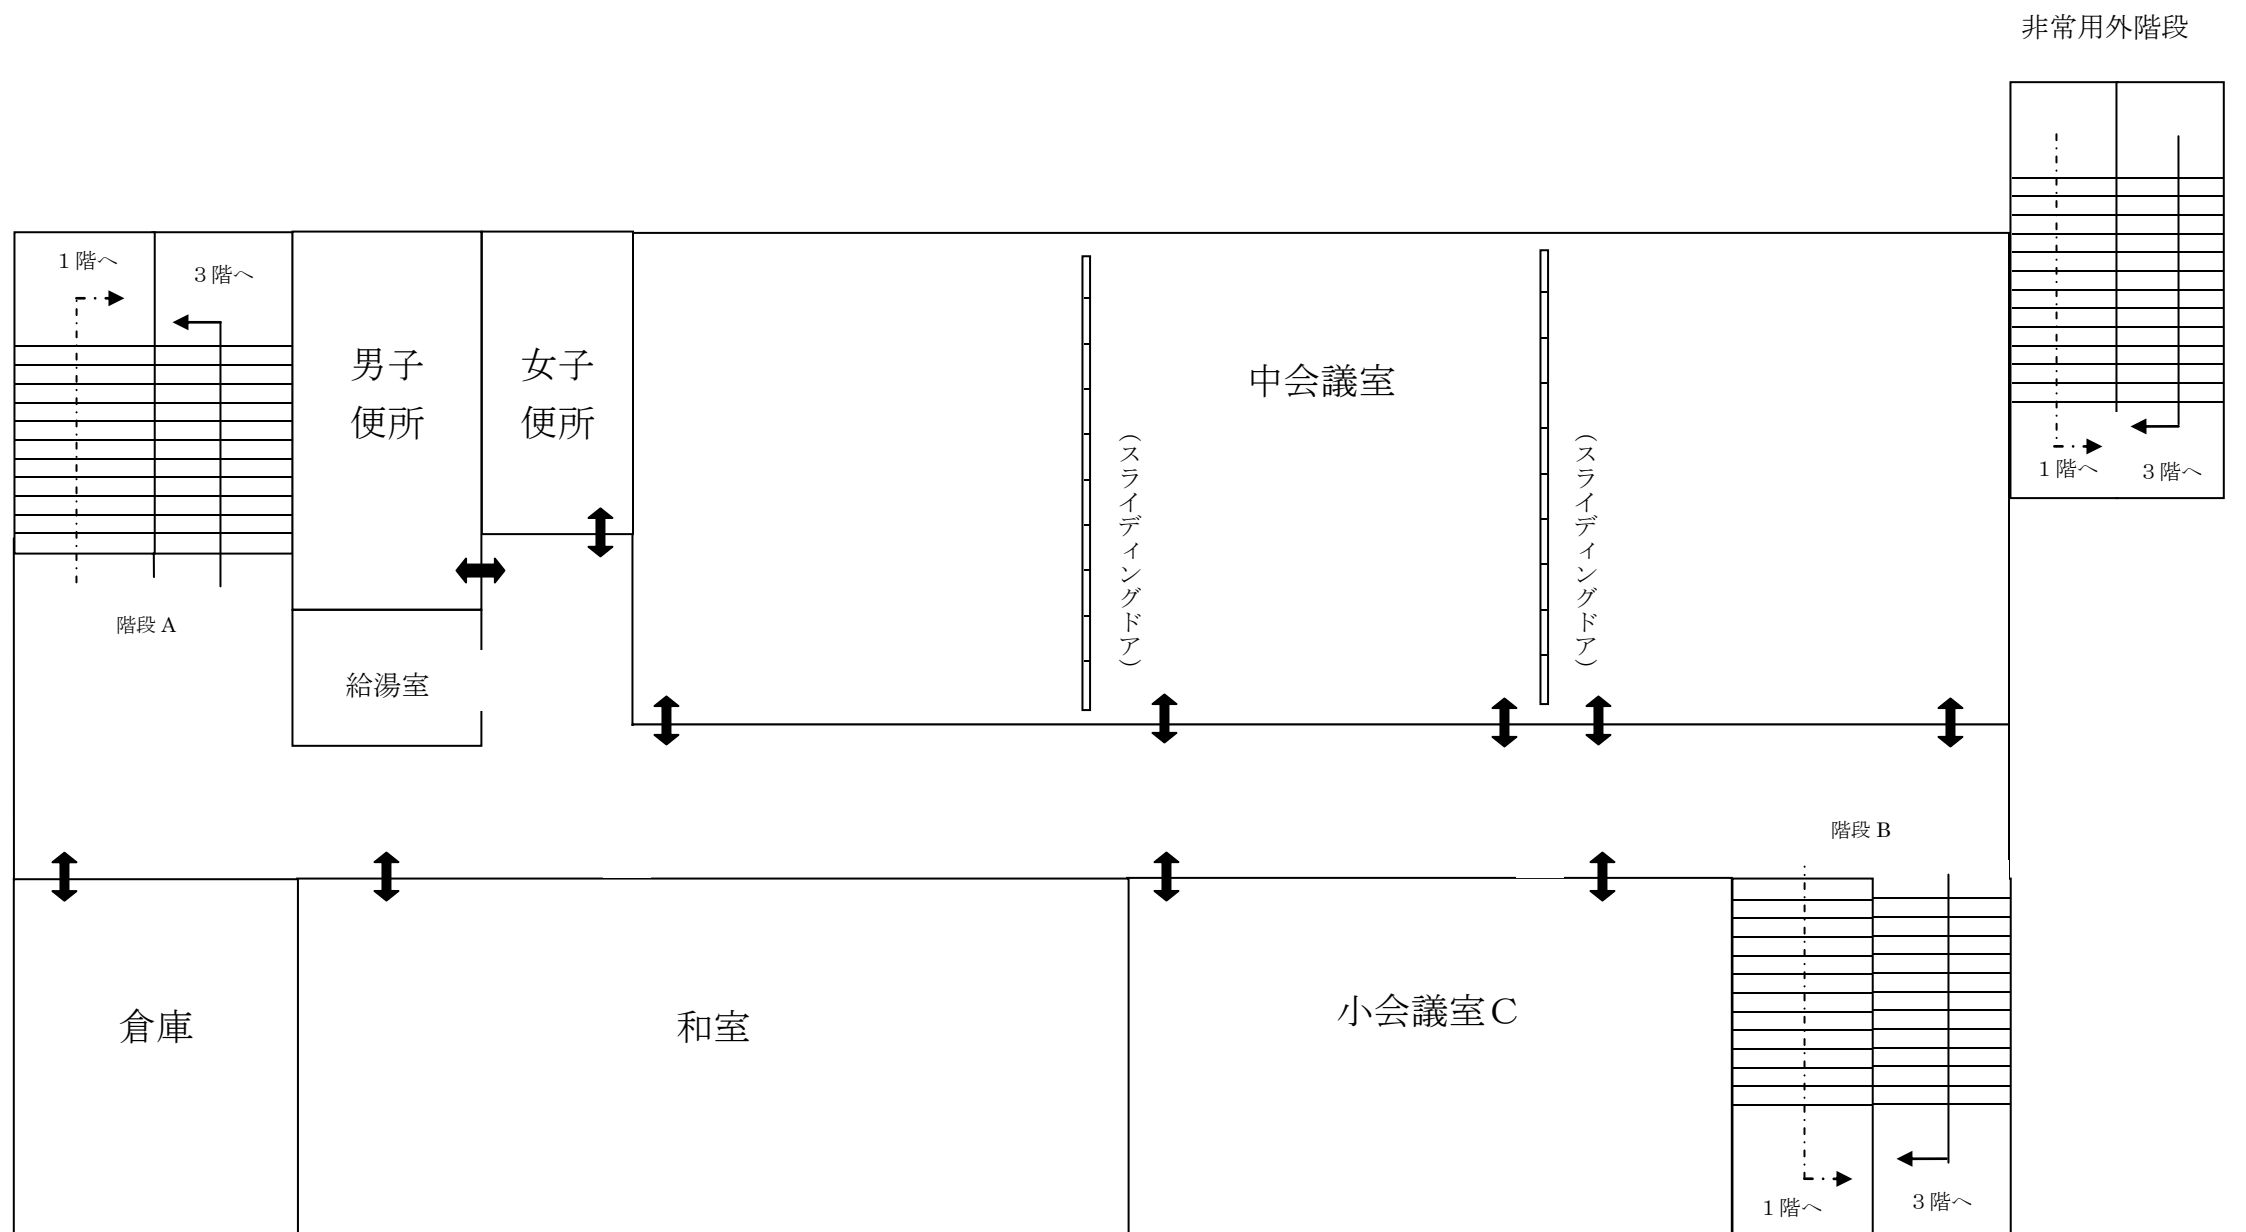 非常用外階段
1階へ
3階へ
男子
便所
女子
便所
中会議室
(スライディングドア)
(スライディングドア)
1階へ
3階へ
階段 A
給湯室
階段 B
倉庫
和室
小会議室C
1階へ
3階へ